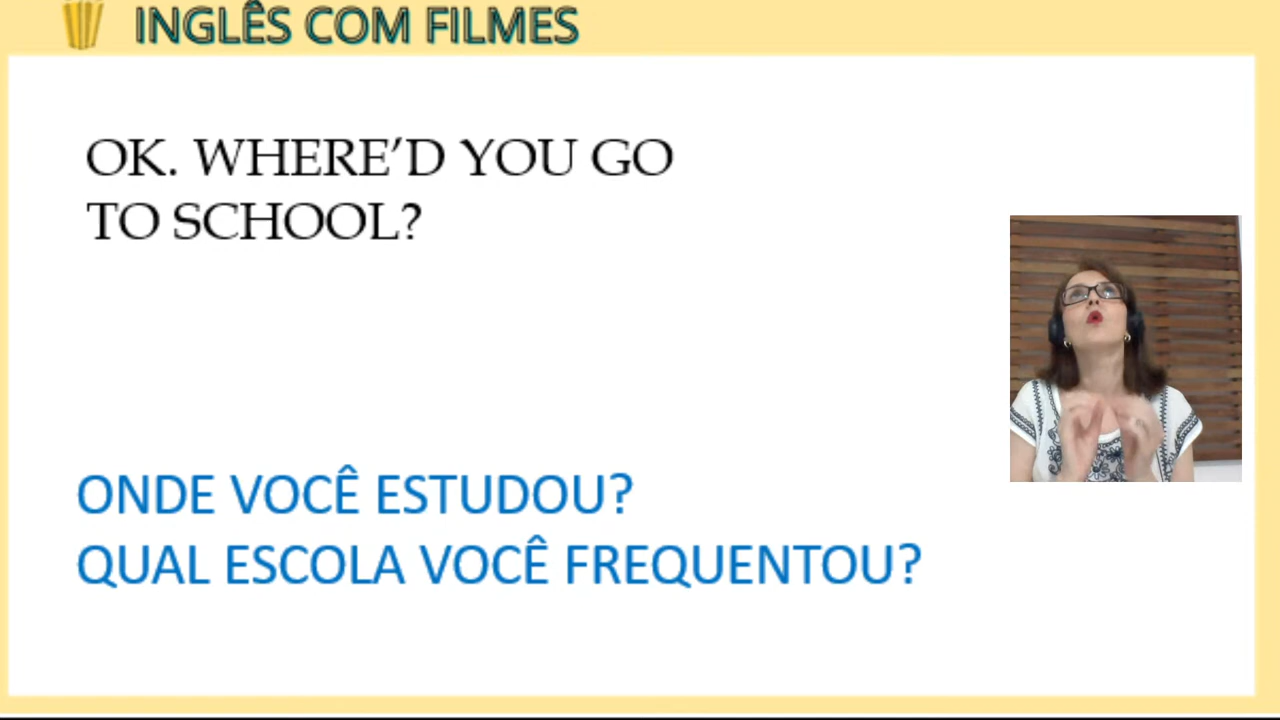 INGLÊS COM FILMES
OK. WHERE’D YOU GO
TO SCHOOL?
ONDE VOCÊ ESTUDOU?
QUAL ESCOLA VOCÊ FREQUENTOU?